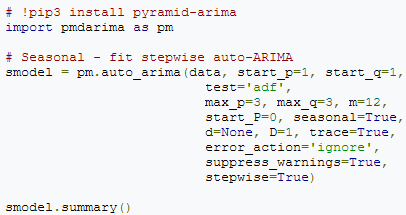 # !pip3 install pyramid-arima
import pmdarima as pm

# Seasonal - fit stepwise auto-ARIMA
smodel = pm.auto_arima(data, start_p=1, start_q=1,
                         test='adf',
                         max_p=3, max_q=3, m=12,
                         start_P=0, seasonal=True,
                         d=None, D=1, trace=True,
                         error_action='ignore',
                         suppress_warnings=True,
                         stepwise=True)

smodel.summary()